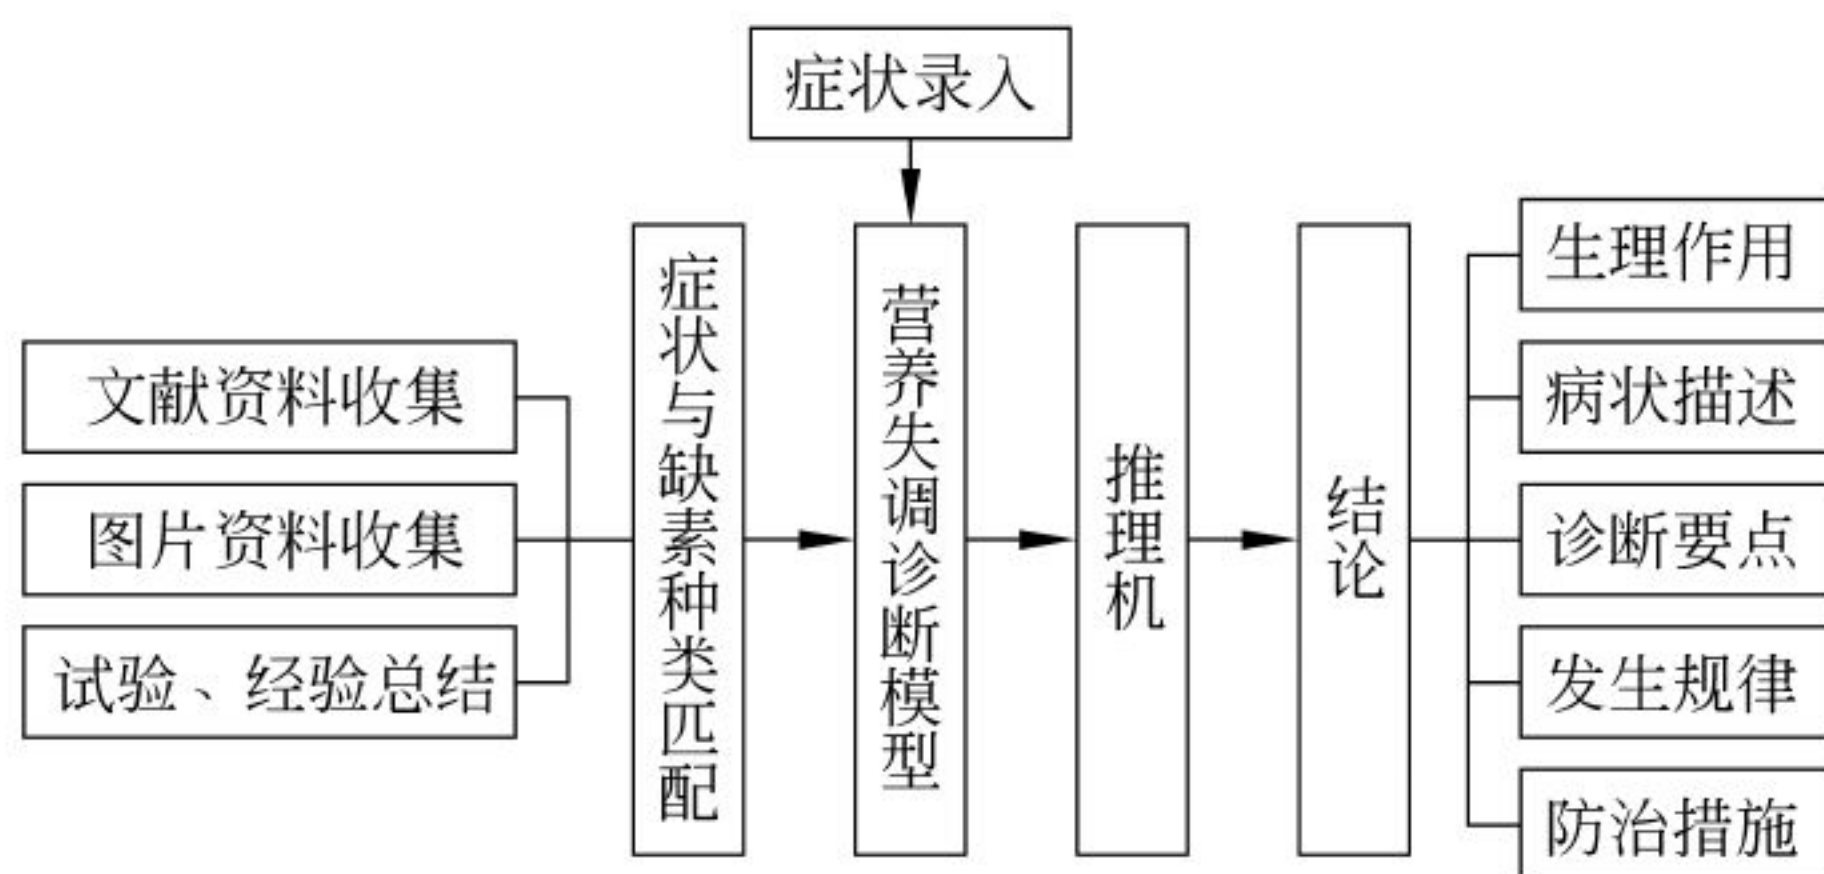 症状录入
文献资料收集
图片资料收集
试验、经验总结
症状与缺素种类匹配
营养失调诊断模型
推理机
结论
生理作用
病状描述
诊断要点
发生规律
防治措施